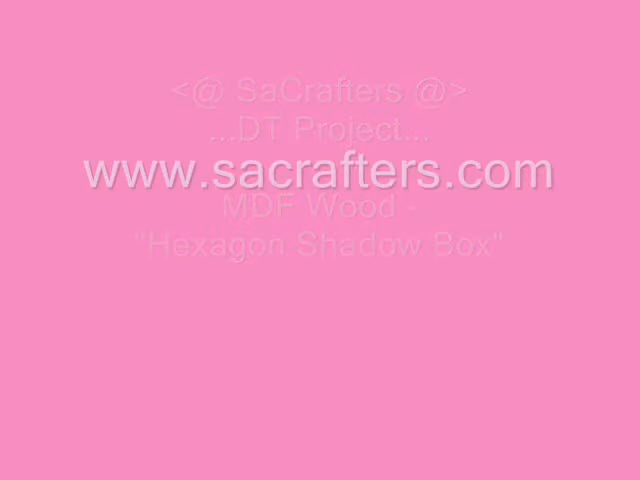 <@ SaCrafters @>
...DT Project...
www.sacrafters.com
MDF Wood -
"Hexagon Shadow Box"